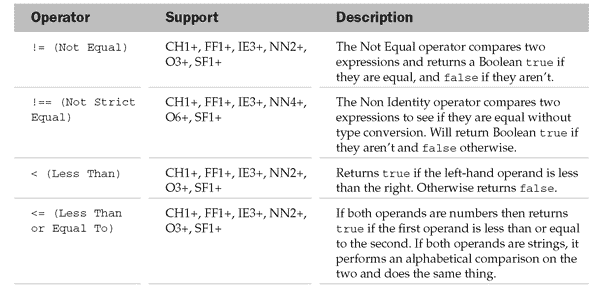 Operator Support Description
!= (Not Equal) CH1+, FF1+, IE3+, NN2+, The Not Equal operator compares two
O3+, SF1+ expressions and returns a Boolean true if
they are equal, and false if they aren't.
!== (Not Strict CH1+, FF1+, IE3+, NN4+, The Non Identity operator compares two
Equal) O6+, SF1+ expressions to see if they are equal without
type conversion. Will return Boolean true if
they aren't and false otherwise.
< (Less Than) CH1+, FF1+, IE3+, NN2+, Returns true if the left-hand operand is less
O3+, SF1+ than the right. Otherwise returns false.
<= (Less Than CH1+, FF1+, IE3+, NN2+, If both operands are numbers then returns
or Equal To) O3+, SF1+ true if the first operand is less than or equal
to the second. If both operands are strings, it
performs an alphabetical comparison on the
two and does the same thing.